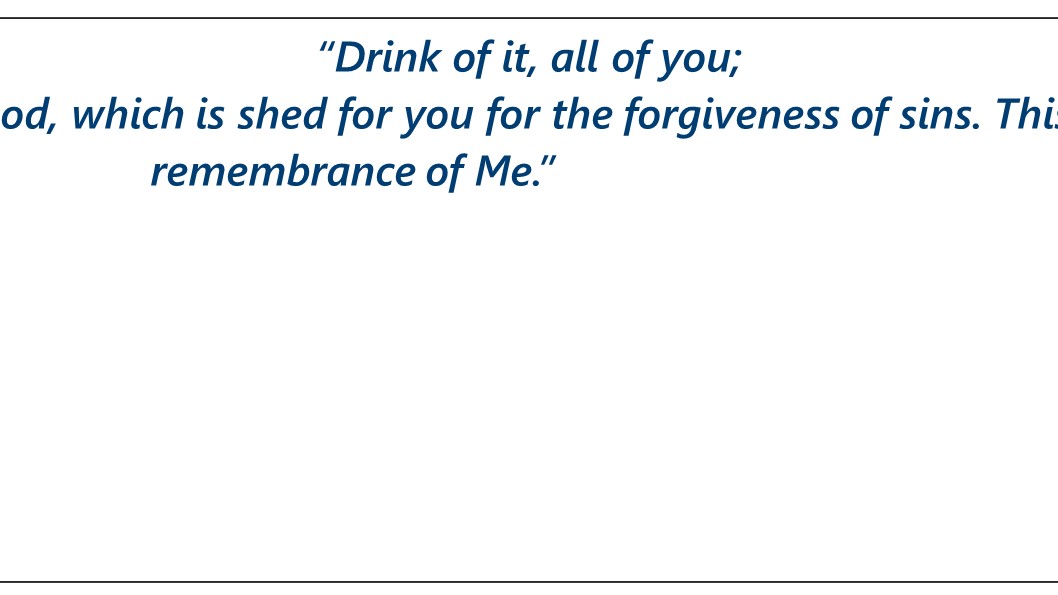 “Drink of it, all of you;
od, which is shed for you for the forgiveness of sins. This
remembrance of Me.”